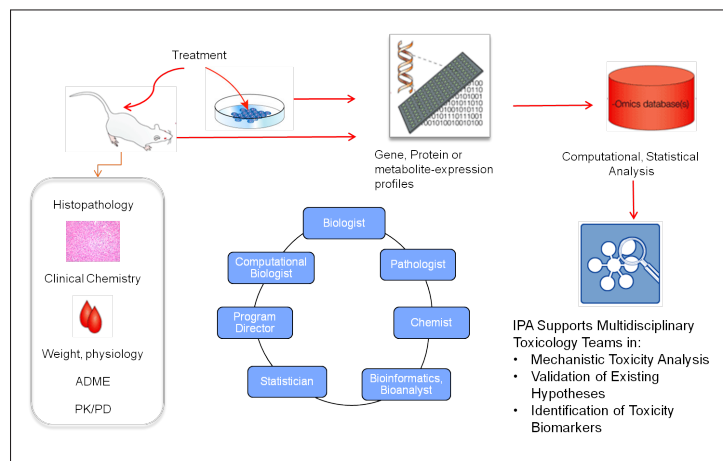 Treatment
-Omics database(s)
Gene, Protein or
metabolite-expression
profiles
Computational, Statistical
Analysis
Histopathology
Clinical Chemistry
Weight, physiology
ADME
PK/PD
Biologist
Computational
Biologist
Pathologist
Program
Director
Chemist
Statistician
Bioinformatics,
Bioanalyst
IPA Supports Multidisciplinary
Toxicology Teams in:
• Mechanistic Toxicity Analysis
• Validation of Existing
Hypotheses
• Identification of Toxicity
Biomarkers